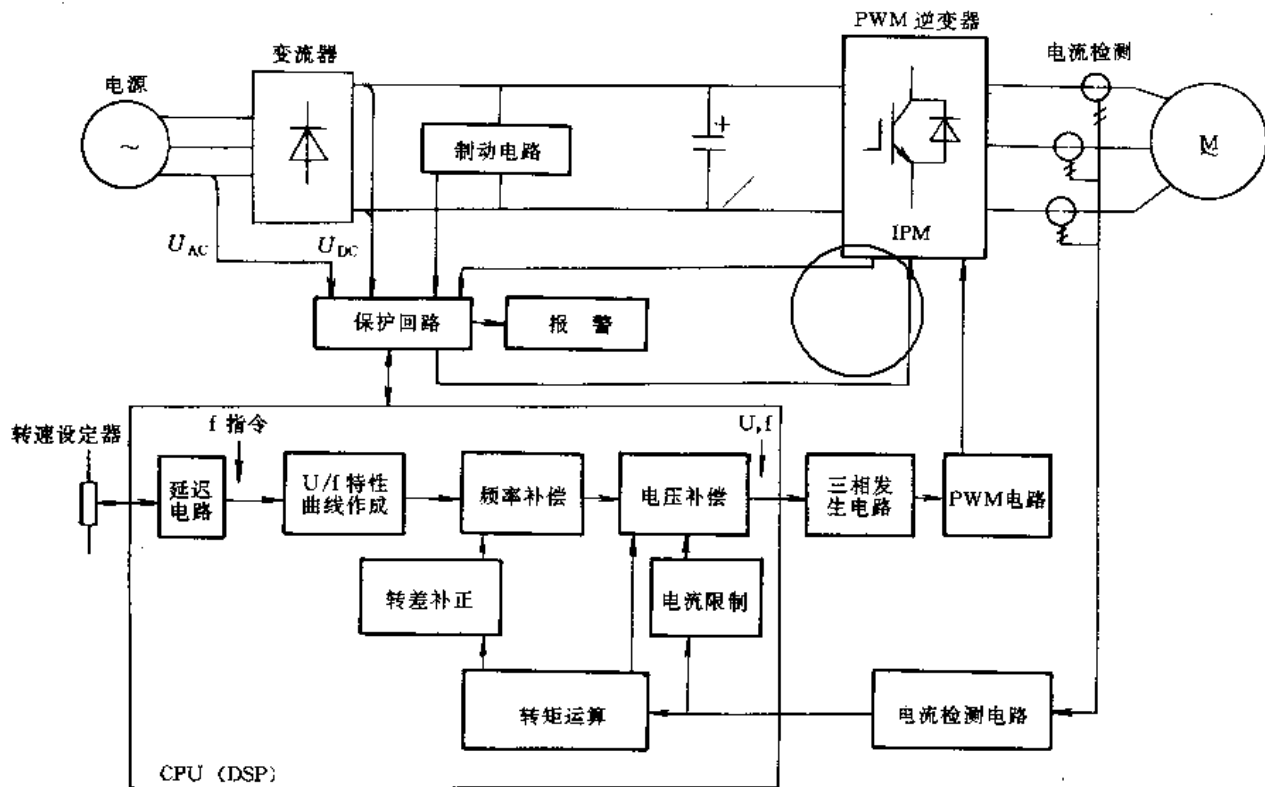 PWM 逆变器
变流器
电流检测
电源
~
制动电路
+
M
~
IPM
U_AC
U_DC
保护回路
报 警
转速设定器
f 指令
U,f
延迟
电路
U/f 特性
曲线作成
频率补偿
电压补偿
三相发
生电路
PWM电路
转差补正
电流限制
转矩运算
电流检测电路
CPU (DSP)